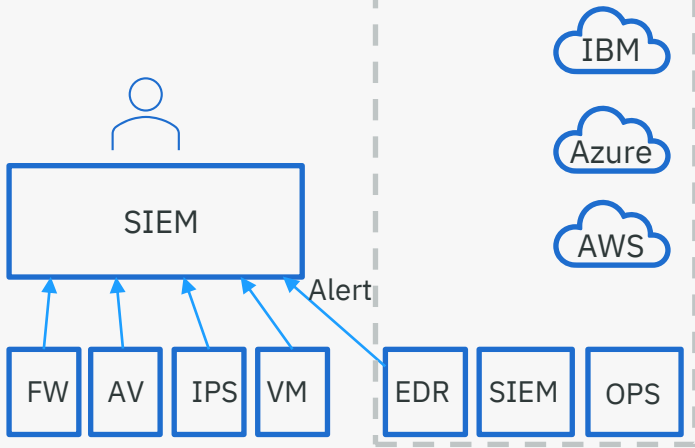 IBM
Azure
AWS
SIEM
Alert
FW
AV
IPS
VM
EDR
SIEM
OPS